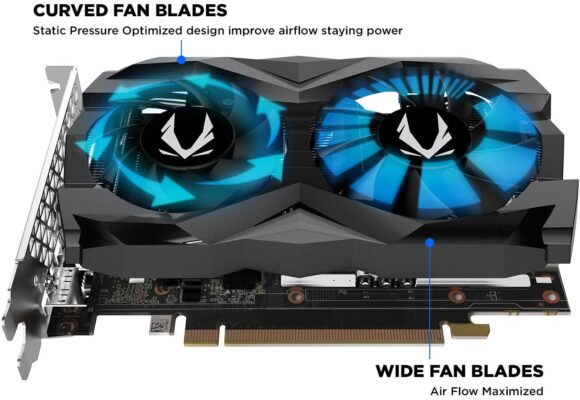 CURVED FAN BLADES
Static Pressure Optimized design improve airflow staying power
WIDE FAN BLADES
Air Flow Maximized